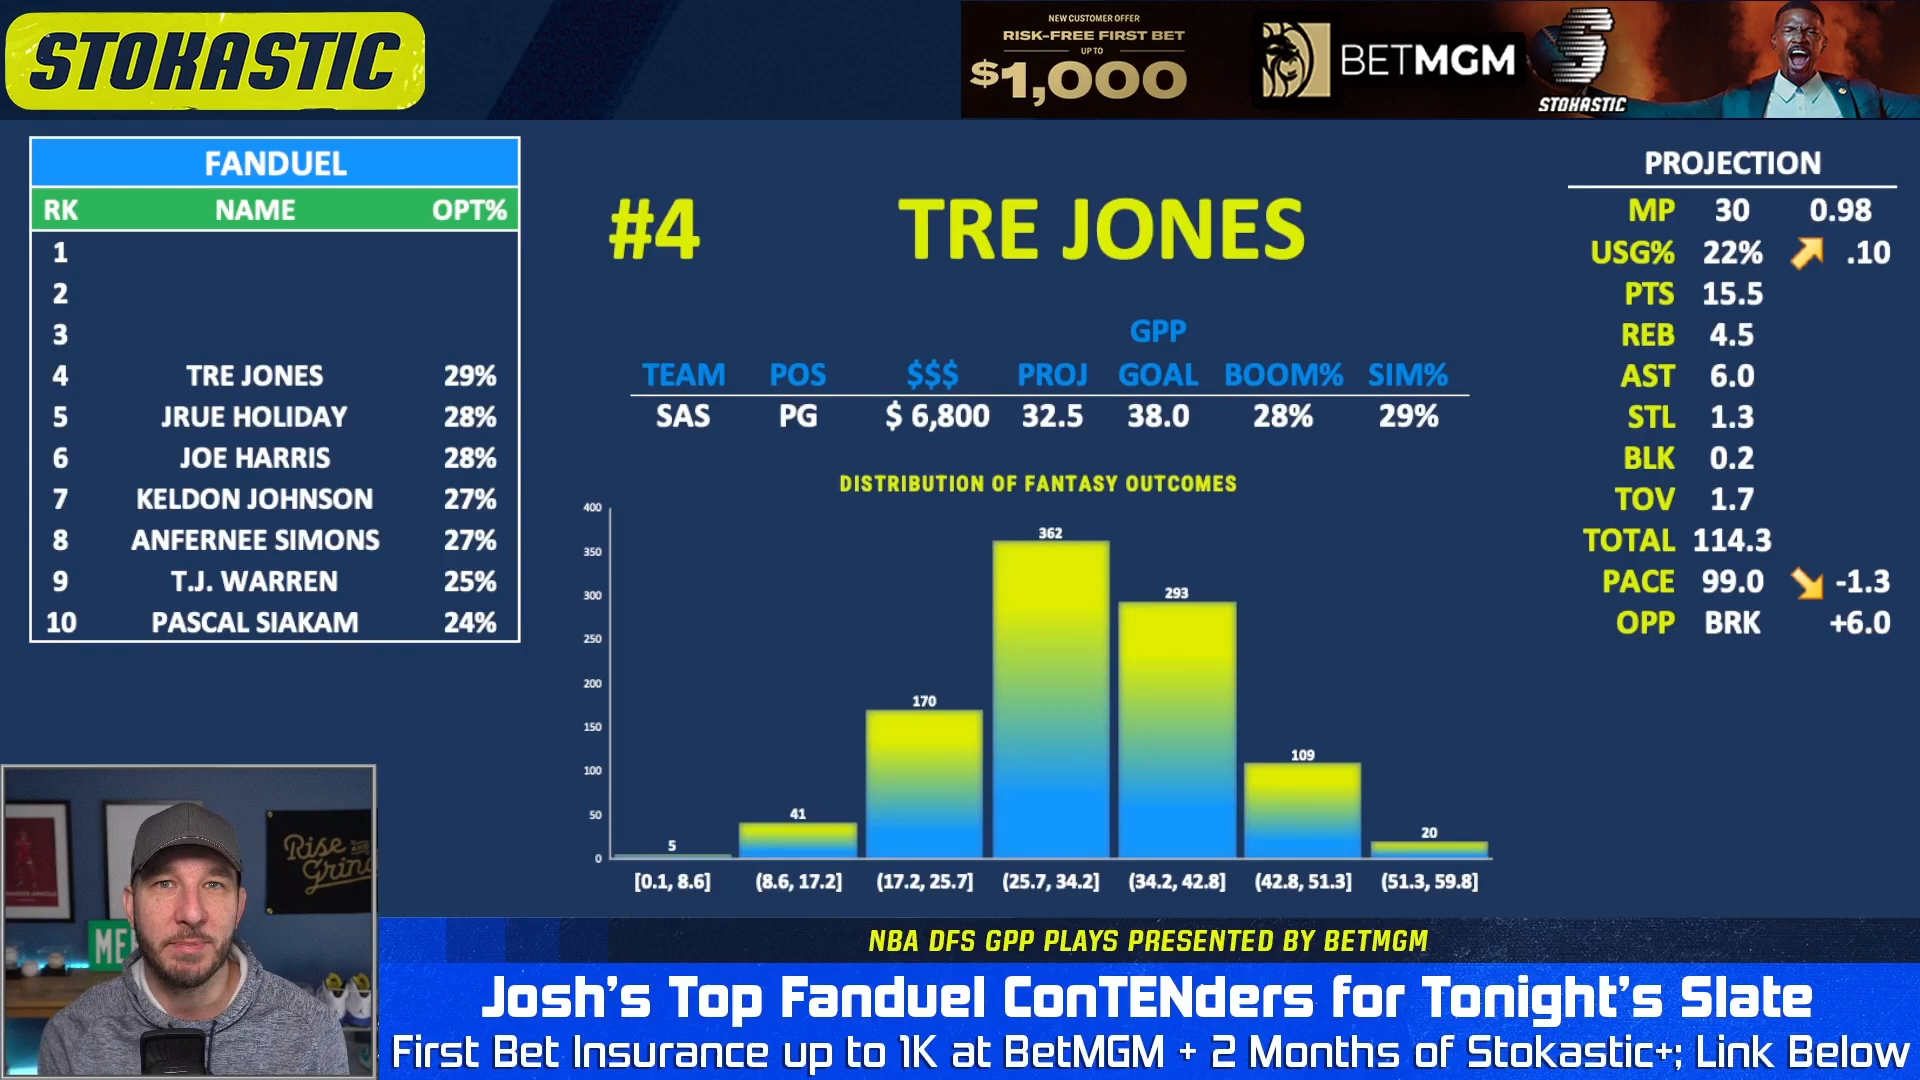 STOKASTIC
NEW CUSTOMER OFFER
RISK-FREE FIRST BET
UP TO
$1,000
BETMGM
STOKASTIC
FANDUEL
RK NAME OPT%
1
2
3
4 TRE JONES 29%
5 JRUE HOLIDAY 28%
6 JOE HARRIS 28%
7 KELDON JOHNSON 27%
8 ANFERNEE SIMONS 27%
9 T.J. WARREN 25%
10 PASCAL SIAKAM 24%
#4 TRE JONES
GPP
TEAM POS $$$ PROJ GOAL BOOM% SIM%
SAS PG $ 6,800 32.5 38.0 28% 29%
DISTRIBUTION OF FANTASY OUTCOMES
400
350
300
250
200
150
100
50
0
5
41
170
362
293
109
20
[0.1, 8.6]
(8.6, 17.2]
(17.2, 25.7]
(25.7, 34.2]
(34.2, 42.8]
(42.8, 51.3]
(51.3, 59.8]
PROJECTION
MP 30 0.98
USG% 22% .10
PTS 15.5
REB 4.5
AST 6.0
STL 1.3
BLK 0.2
TOV 1.7
TOTAL 114.3
PACE 99.0 -1.3
OPP BRK +6.0
Rise and
Grind
NBA DFS GPP PLAYS PRESENTED BY BETMGM
Josh's Top Fanduel ConTENders for Tonight's Slate
First Bet Insurance up to 1K at BetMGM + 2 Months of Stokastic+; Link Below